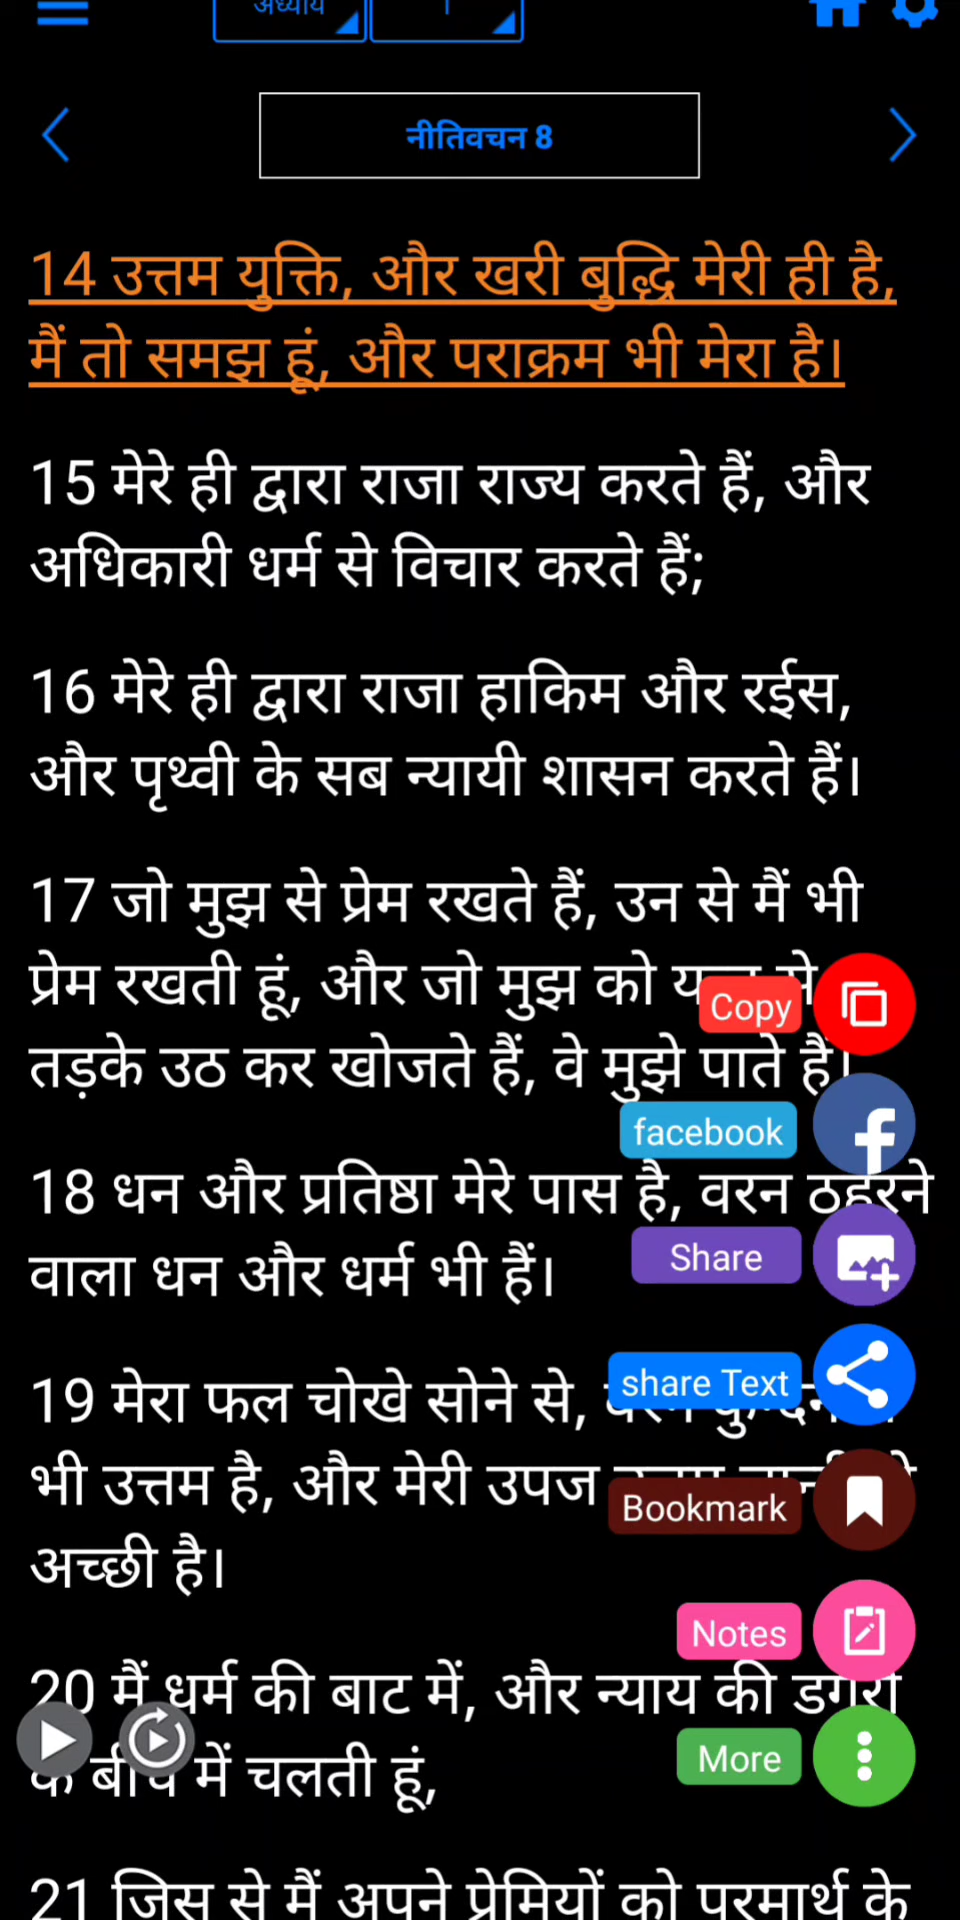 अध्याय
नीतिवचन 8
14 उत्तम युक्ति, और खरी बुद्धि मेरी ही है,
मैं तो समझ हूं, और पराक्रम भी मेरा है।
15 मेरे ही द्वारा राजा राज्य करते हैं, और
अधिकारी धर्म से विचार करते हैं;
16 मेरे ही द्वारा राजा हाकिम और रईस,
और पृथ्वी के सब न्यायी शासन करते हैं।
17 जो मुझ से प्रेम रखते हैं, उन से मैं भी
प्रेम रखती हूं, और जो मुझ को
Copy
तड़के उठ कर खोजते हैं, वे मुझे पाते हैं।
facebook
18 धन और प्रतिष्ठा मेरे पास है, वरन ठहरने
वाला धन और धर्म भी हैं।
Share
19 मेरा फल चोखे सोने से,
share Text
भी उत्तम है, और मेरी उपज
Bookmark
अच्छी है।
Notes
20 मैं धर्म की बाट में, और न्याय की
में चलती हूं,
More
21 जिस से मैं अपने प्रेमियों को परमार्थ के